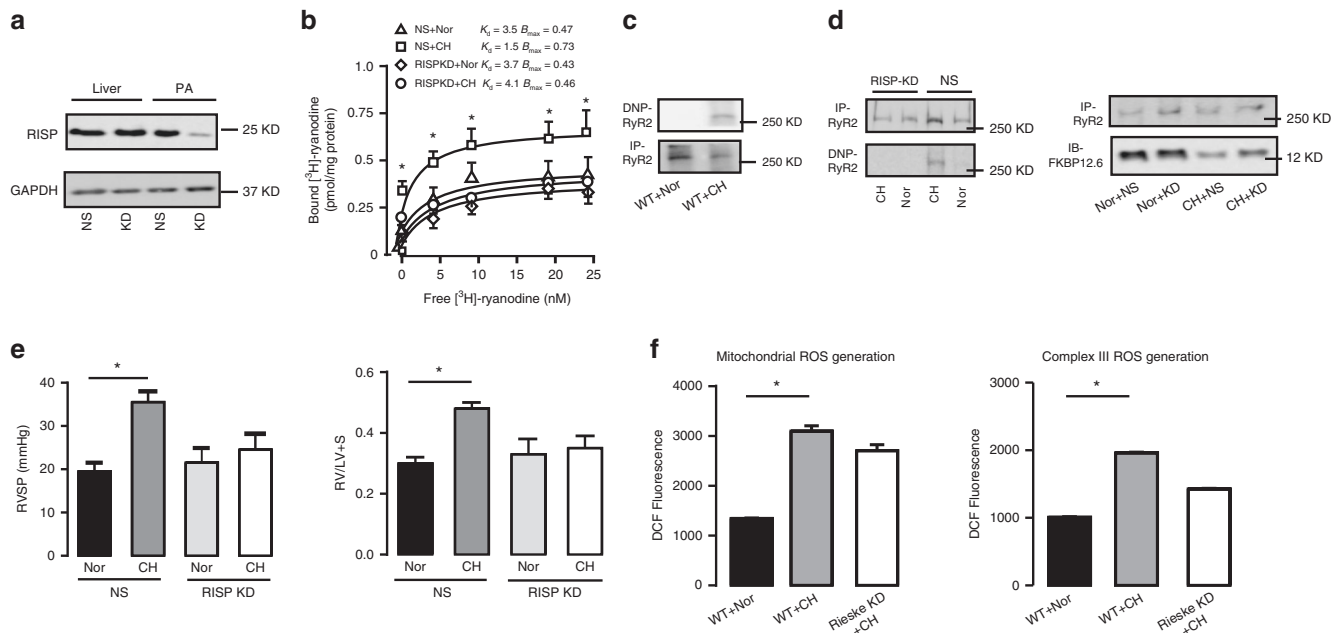 a
Liver PA
RISP
25 KD
GAPDH
37 KD
NS KD NS KD
b
NS+Nor Kd = 3.5 Bmax = 0.47
NS+CH Kd = 1.5 Bmax = 0.73
RISPKD+Nor Kd = 3.7 Bmax = 0.43
RISPKD+CH Kd = 4.1 Bmax = 0.46
Bound [³H]-ryanodine
(pmol/mg protein)
1.0
0.75
0.5
0.25
0
* * * * *
0 5 10 15 20 25
Free [³H]-ryanodine (nM)
c
DNP-
RyR2
250 KD
IP-
RyR2
250 KD
WT+Nor WT+CH
d
RISP-KD NS
IP-
RyR2
250 KD
DNP-
RyR2
250 KD
CH Nor CH Nor
IP-
RyR2
250 KD
IB-
FKBP12.6
12 KD
Nor+NS Nor+KD CH+NS CH+KD
e
RVSP (mmHg)
40
30
20
10
0
*
Nor CH Nor CH
NS RISP KD
RV/LV+S
0.6
0.4
0.2
0.0
*
Nor CH Nor CH
NS RISP KD
f
Mitochondrial ROS generation
DCF Fluorescence
4000
3000
2000
1000
0
*
WT+Nor
WT+CH
Rieske KD
+CH
Complex III ROS generation
DCF Fluorescence
3000
2000
1000
0
*
WT+Nor
WT+CH
Rieske KD
+CH